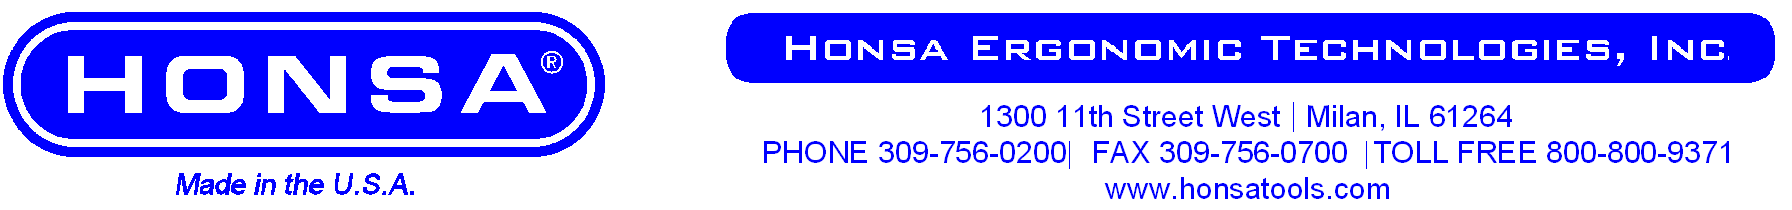 HONSA®
Made in the U.S.A.
HONSA ERGONOMIC TECHNOLOGIES, INC.
1300 11th Street West | Milan, IL 61264
PHONE 309-756-0200| FAX 309-756-0700 |TOLL FREE 800-800-9371
www.honsatools.com